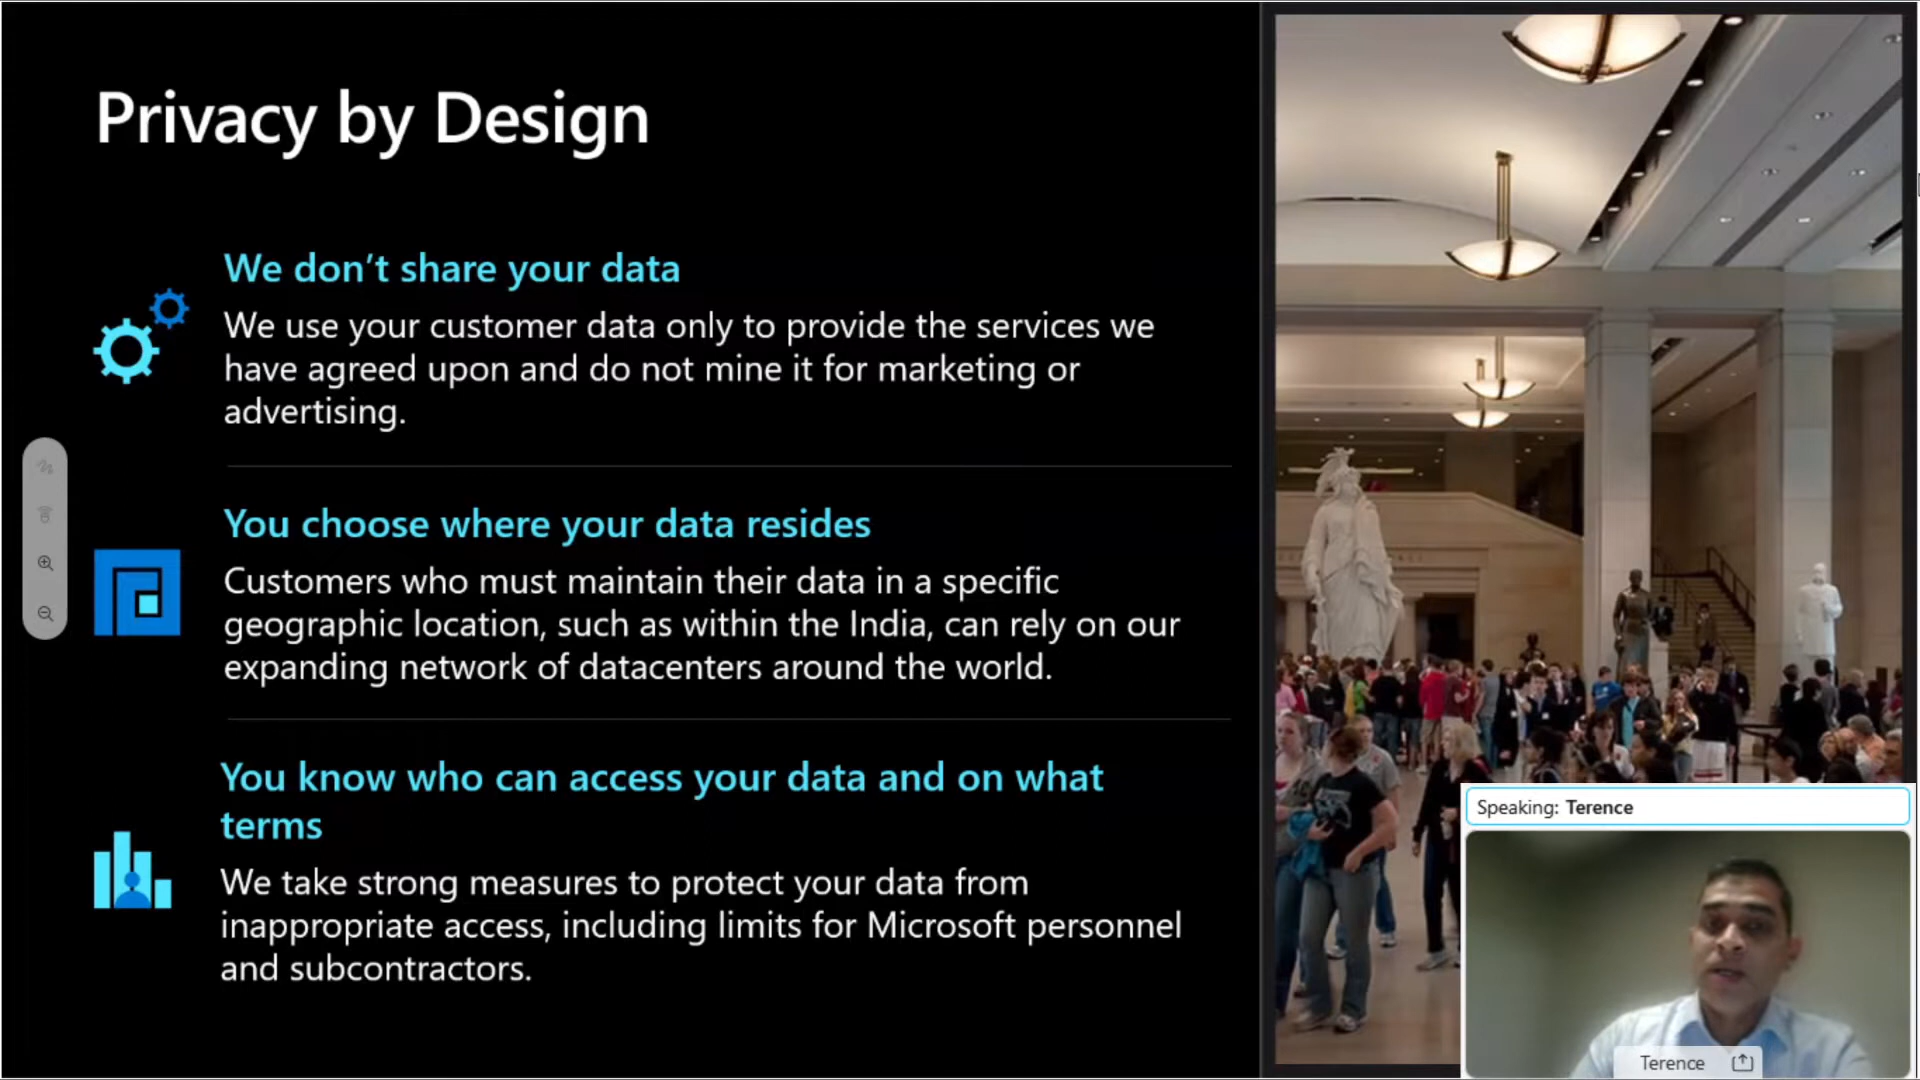 Privacy by Design
We don’t share your data
We use your customer data only to provide the services we
have agreed upon and do not mine it for marketing or
advertising.
You choose where your data resides
Customers who must maintain their data in a specific
geographic location, such as within the India, can rely on our
expanding network of datacenters around the world.
You know who can access your data and on what
terms
We take strong measures to protect your data from
inappropriate access, including limits for Microsoft personnel
and subcontractors.
Speaking: Terence
Terence